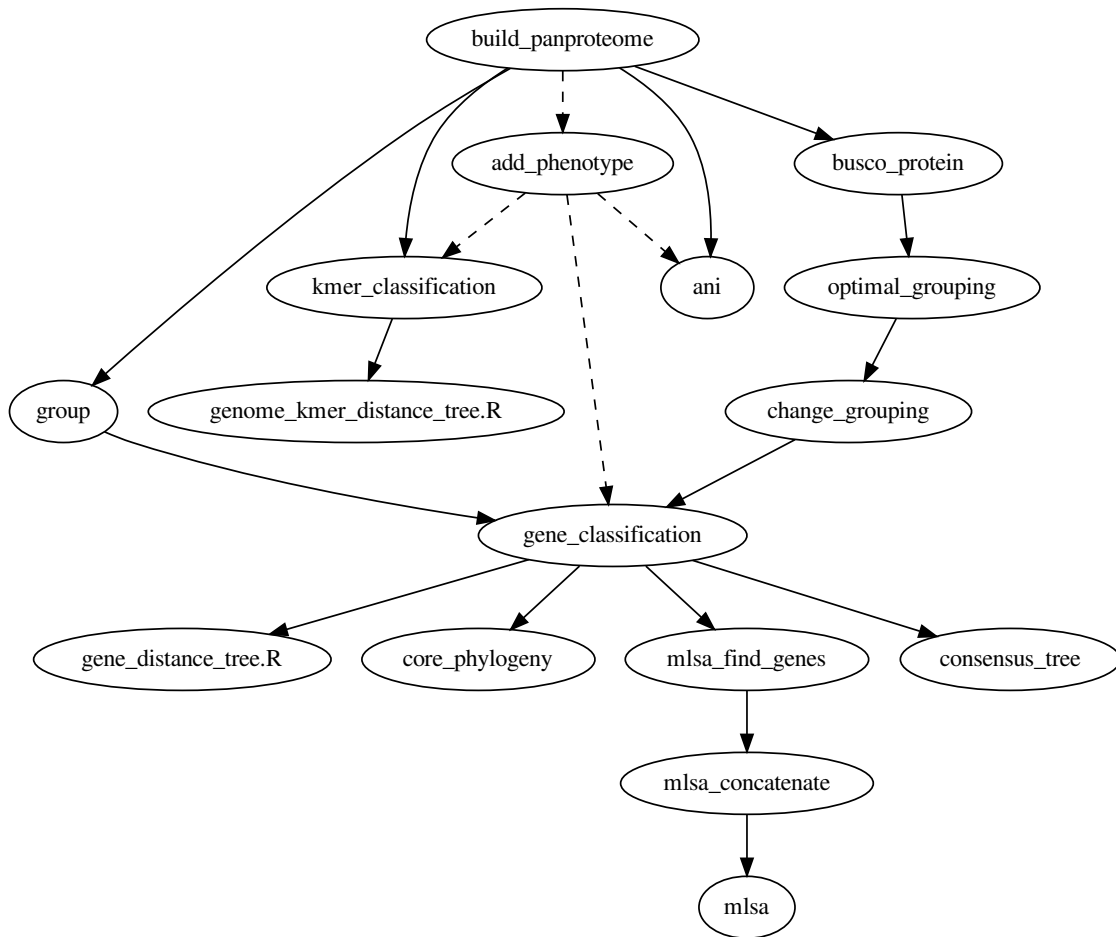 build_panproteome
add_phenotype
busco_protein
kmer_classification
ani
optimal_grouping
group
genome_kmer_distance_tree.R
change_grouping
gene_classification
gene_distance_tree.R
core_phylogeny
mlsa_find_genes
consensus_tree
mlsa_concatenate
mlsa